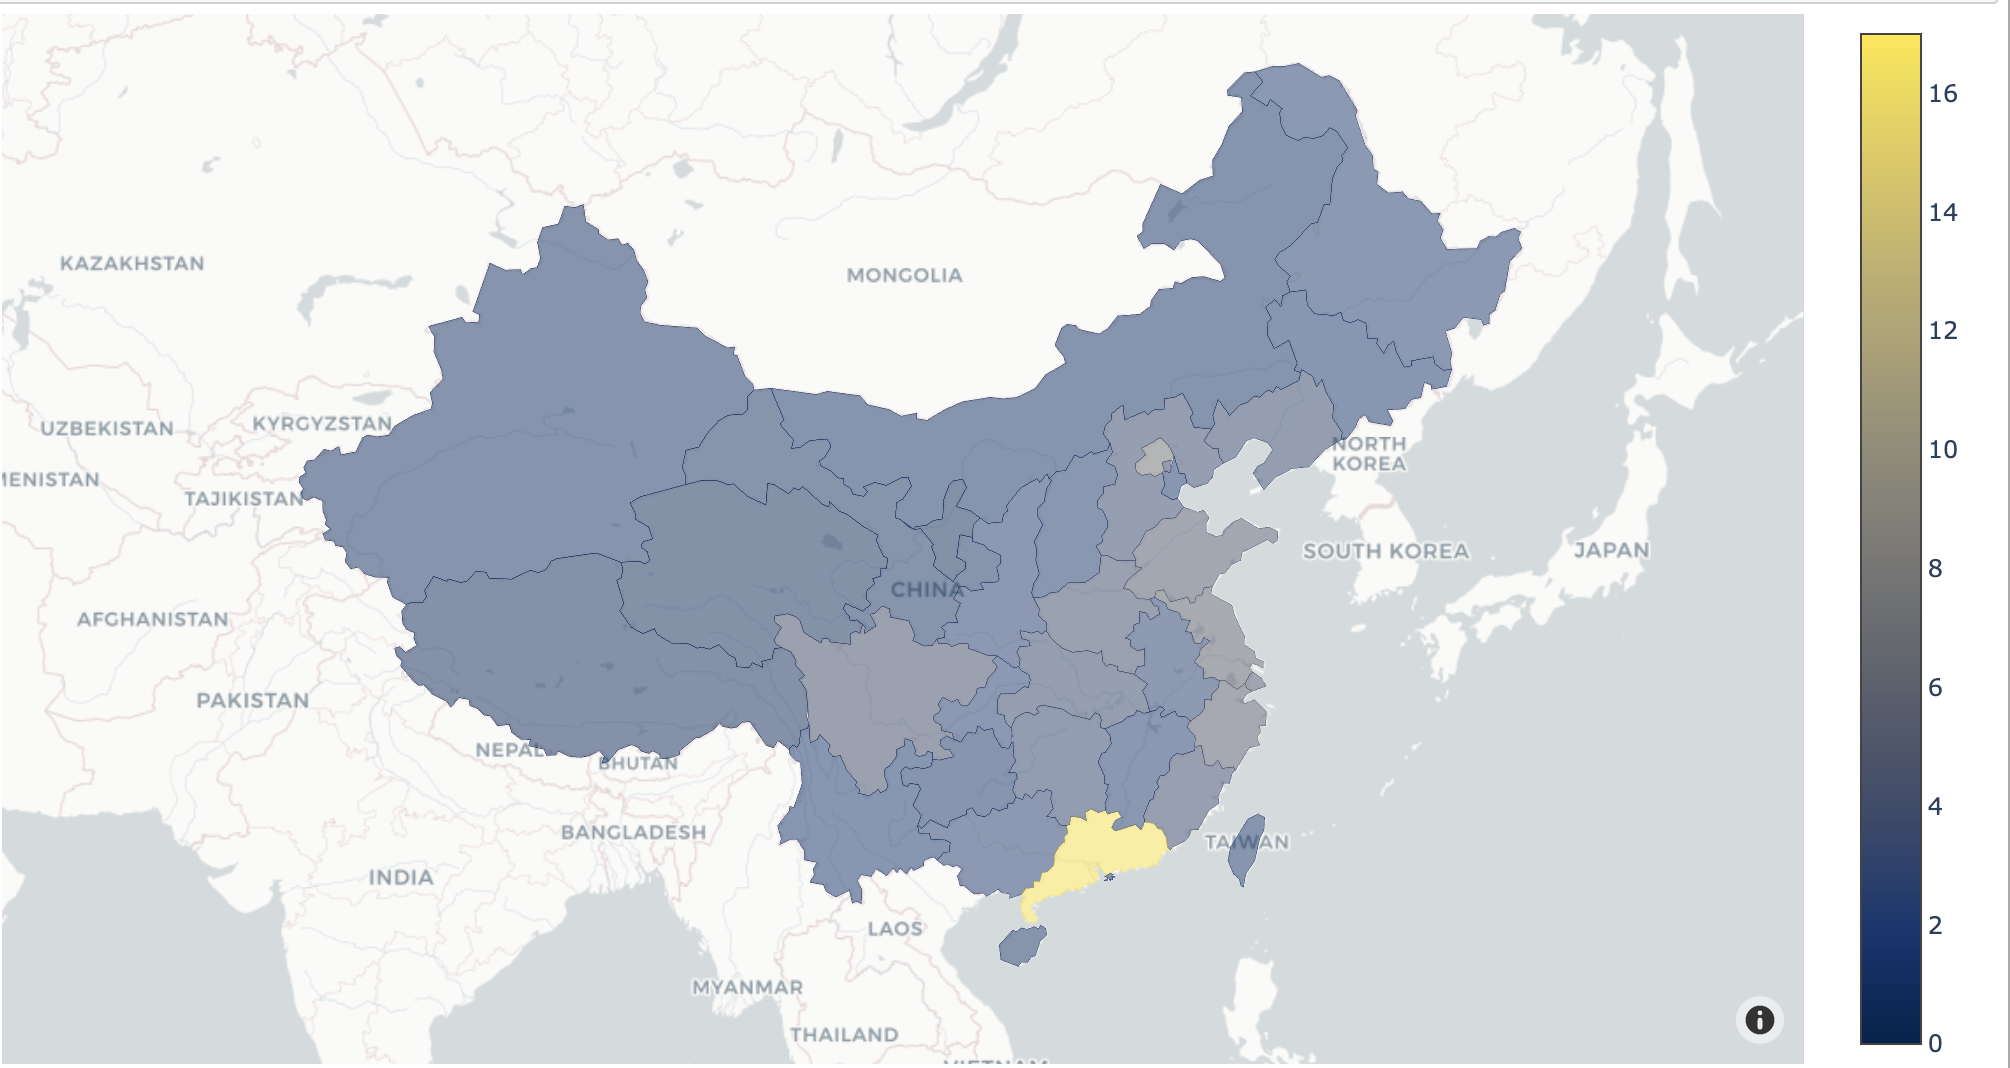 KAZAKHSTAN
MONGOLIA
UZBEKISTAN
KYRGYZSTAN
MENISTAN
TAJIKISTAN
NORTH
KOREA
SOUTH KOREA
JAPAN
CHINA
AFGHANISTAN
PAKISTAN
NEPAL
BHUTAN
BANGLADESH
TAIWAN
INDIA
LAOS
MYANMAR
THAILAND
VIETNAM
16
14
12
10
8
6
4
2
0